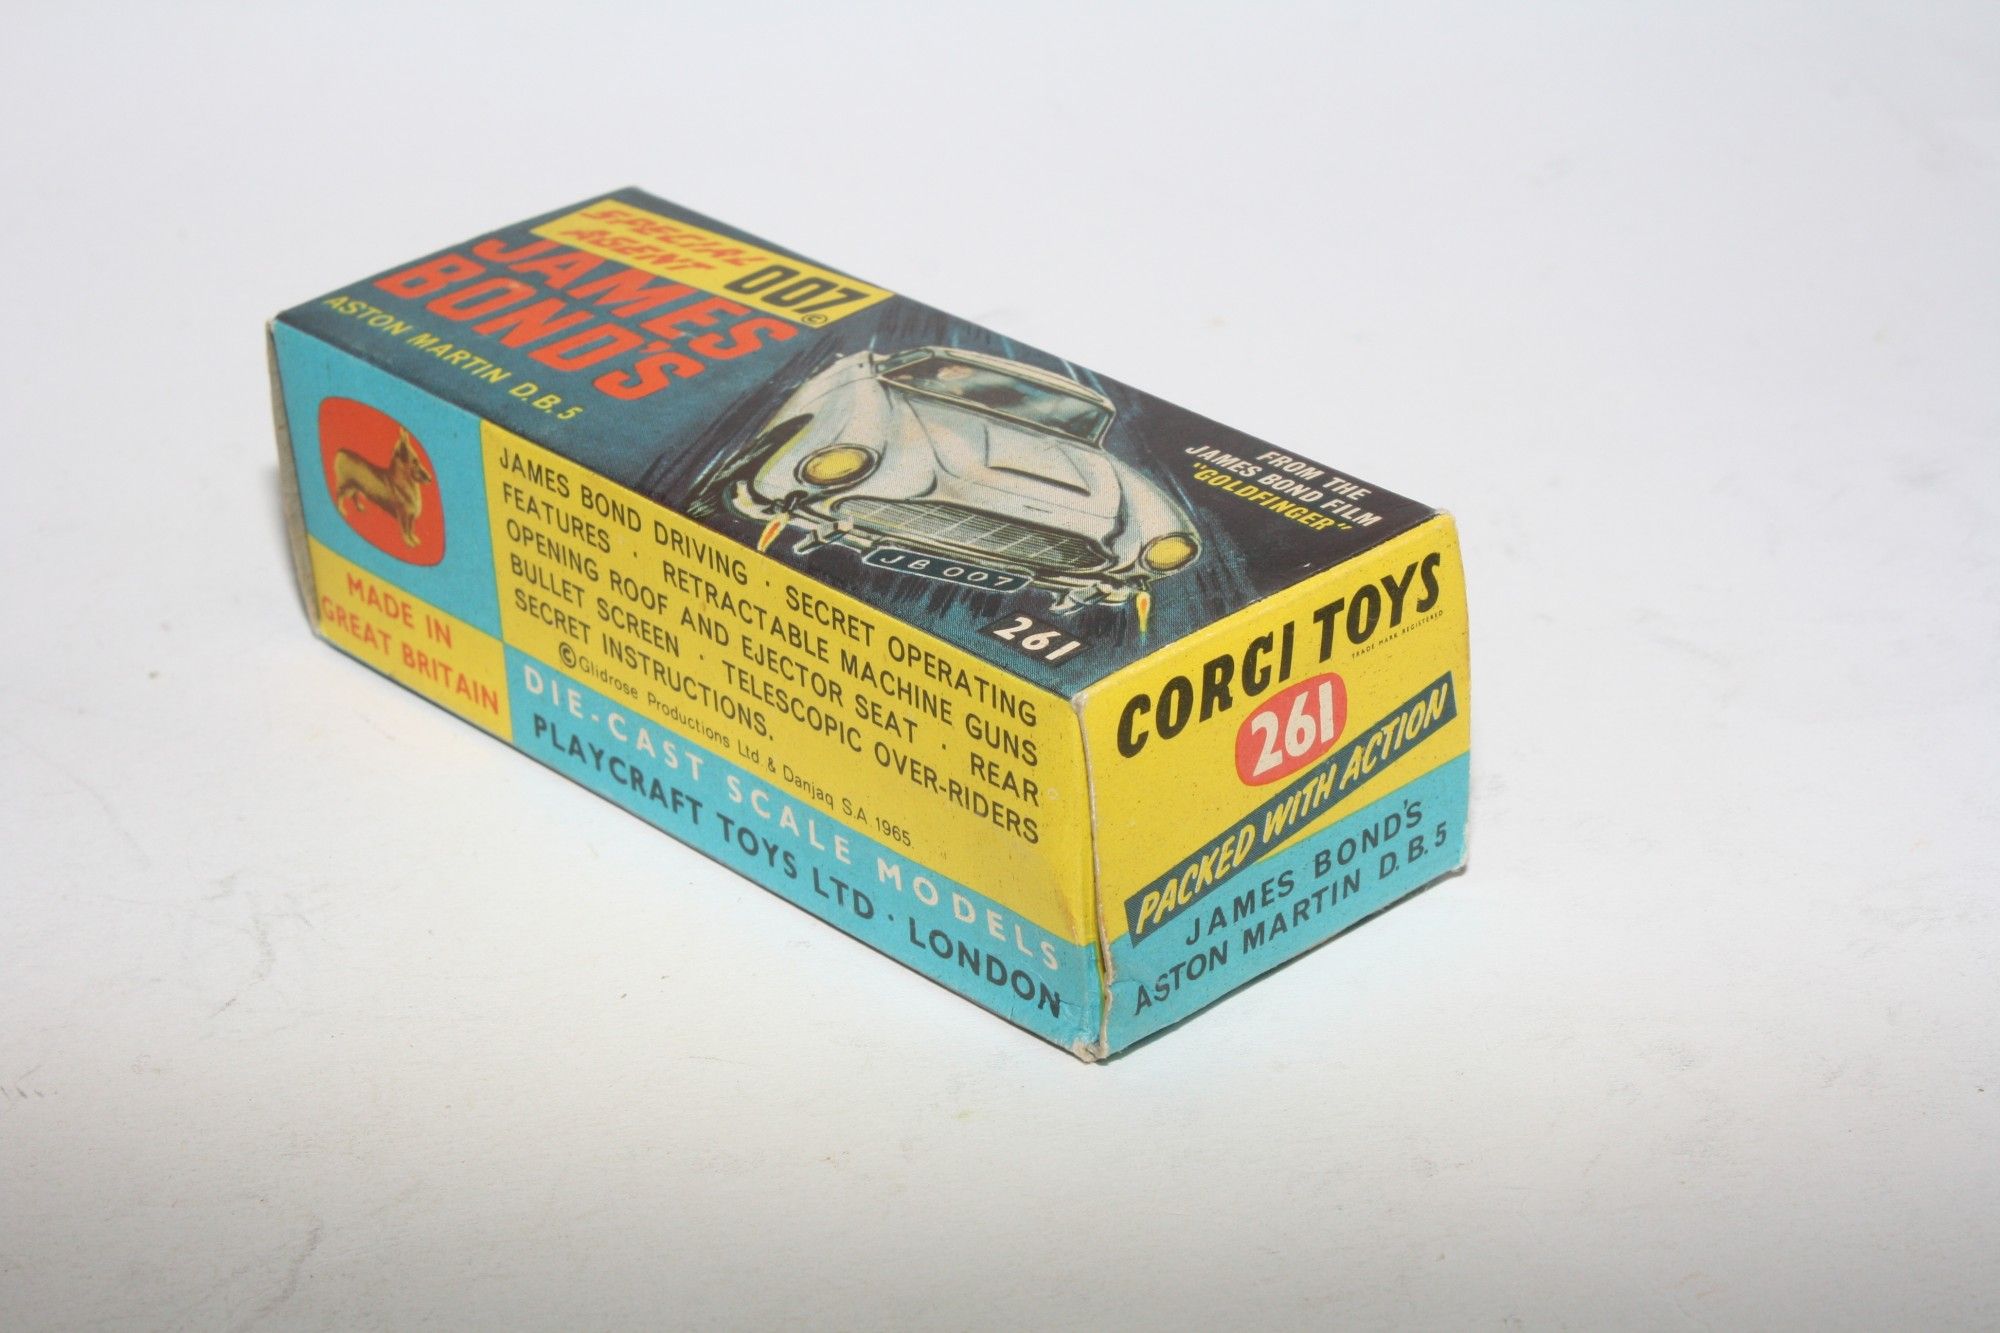 SPECIAL
AGENT 007 ©
JAMES
BOND'S
ASTON MARTIN D.B.5
FROM THE
JAMES BOND FILM
"GOLDFINGER"
JB 007
261
MADE IN
GREAT BRITAIN
JAMES BOND DRIVING · SECRET OPERATING
FEATURES · RETRACTABLE MACHINE GUNS
OPENING ROOF AND EJECTOR SEAT · REAR
BULLET SCREEN · TELESCOPIC OVER-RIDERS
SECRET INSTRUCTIONS.
©Glidrose Productions Ltd. & Danjaq S.A. 1965.
DIE-CAST SCALE MODELS
PLAYCRAFT TOYS LTD · LONDON
CORGI TOYS
TRADE MARK REGISTERED
261
PACKED WITH ACTION
JAMES BOND'S
ASTON MARTIN D.B.5